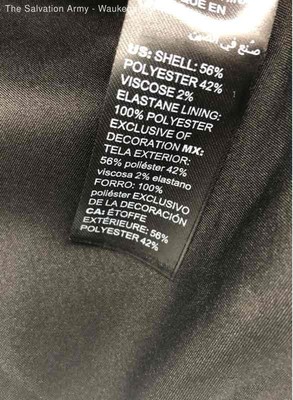 The Salvation Army - Wauke
QUE EN
صنع في الصين
US: SHELL: 56%
POLYESTER 42%
VISCOSE 2%
ELASTANE LINING:
100% POLYESTER
EXCLUSIVE OF
DECORATION MX:
TELA EXTERIOR:
56% poliéster 42%
viscosa 2% elastano
FORRO: 100%
poliéster EXCLUSIVO
DE LA DECORACIÓN
CA: ÉTOFFE
EXTÉRIEURE: 56%
POLYESTER 42%